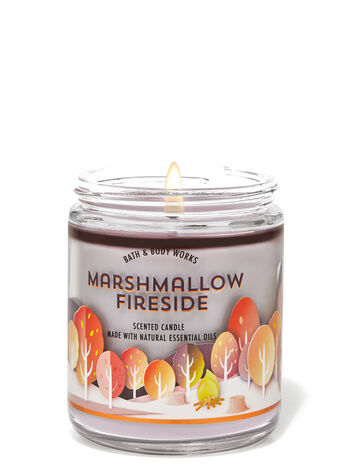 BATH & BODY WORKS
MARSHMALLOW
FIRESIDE
SCENTED CANDLE
MADE WITH NATURAL ESSENTIAL OILS